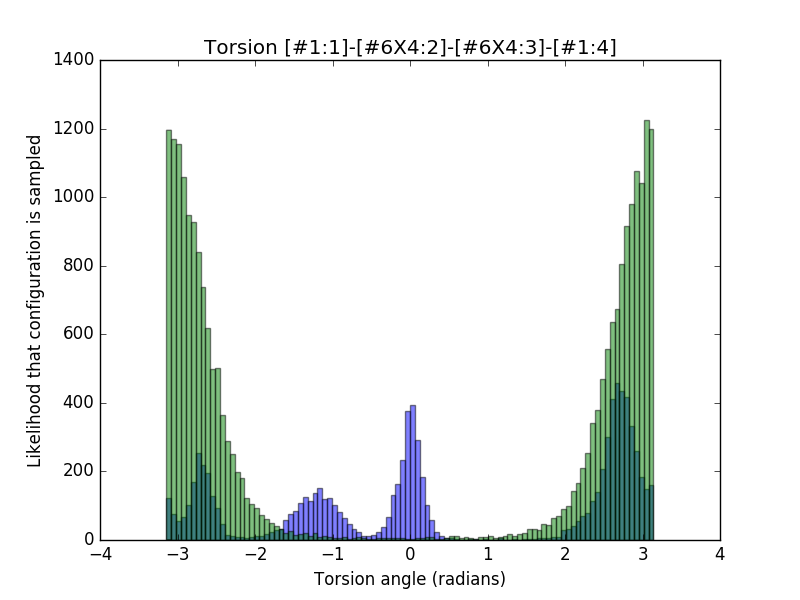 Torsion [#1:1]-[#6X4:2]-[#6X4:3]-[#1:4]
1400
1200
1000
800
600
400
200
0
Likelihood that configuration is sampled
−4 −3 −2 −1 0 1 2 3 4
Torsion angle (radians)